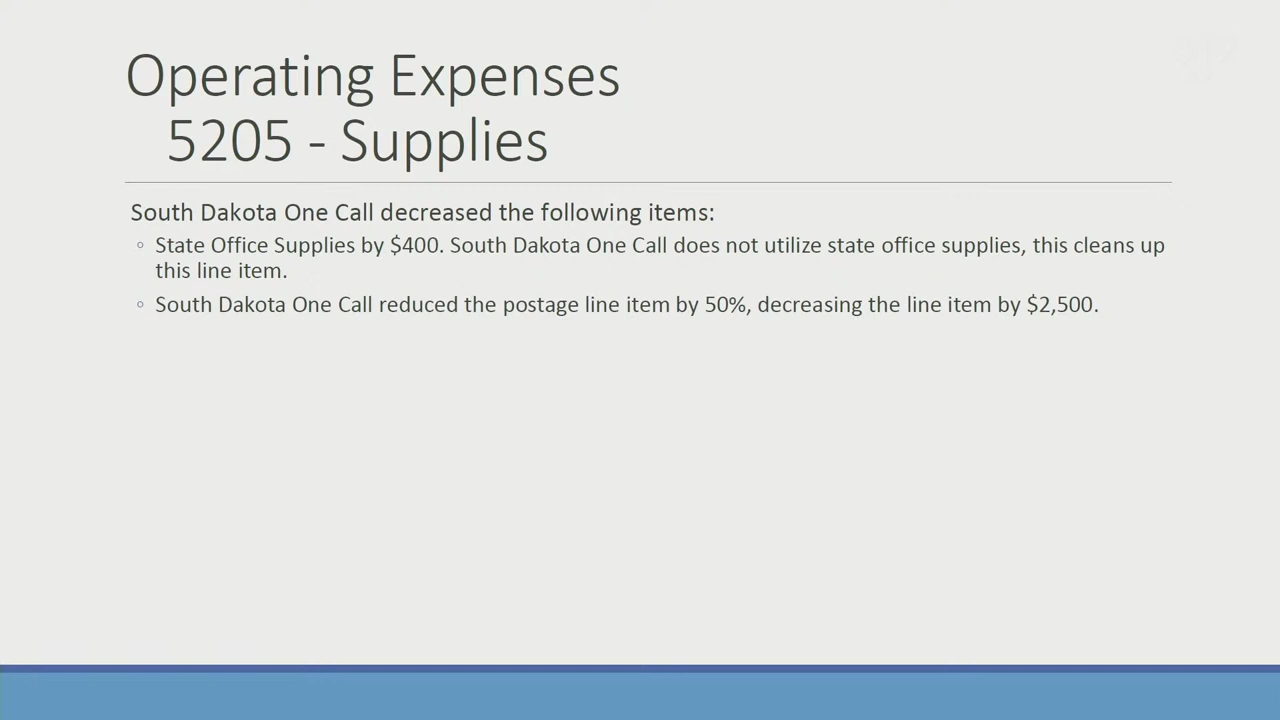 Operating Expenses
5205 - Supplies
South Dakota One Call decreased the following items:
◦ State Office Supplies by $400. South Dakota One Call does not utilize state office supplies, this cleans up
this line item.
◦ South Dakota One Call reduced the postage line item by 50%, decreasing the line item by $2,500.